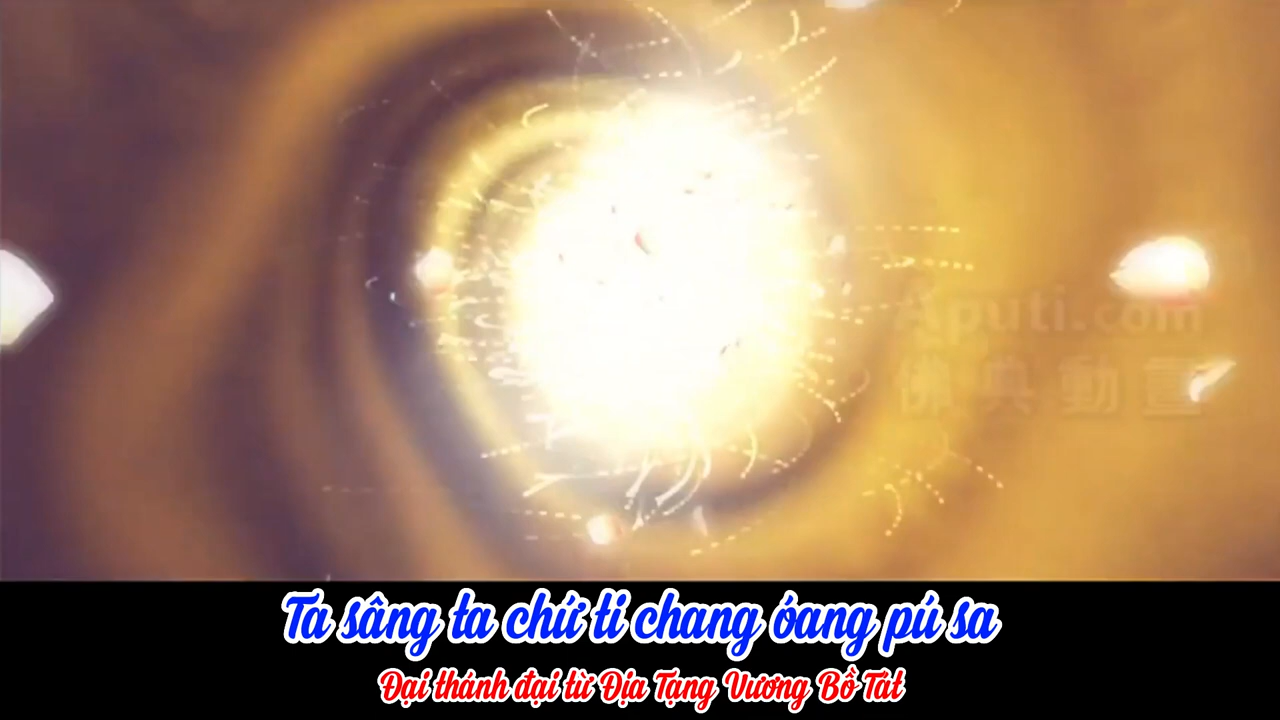 Aputi.com
佛典動畫
Ta sâng ta chứ ti chang óang pú sa
Đại thánh đại từ Địa Tạng Vương Bồ Tát